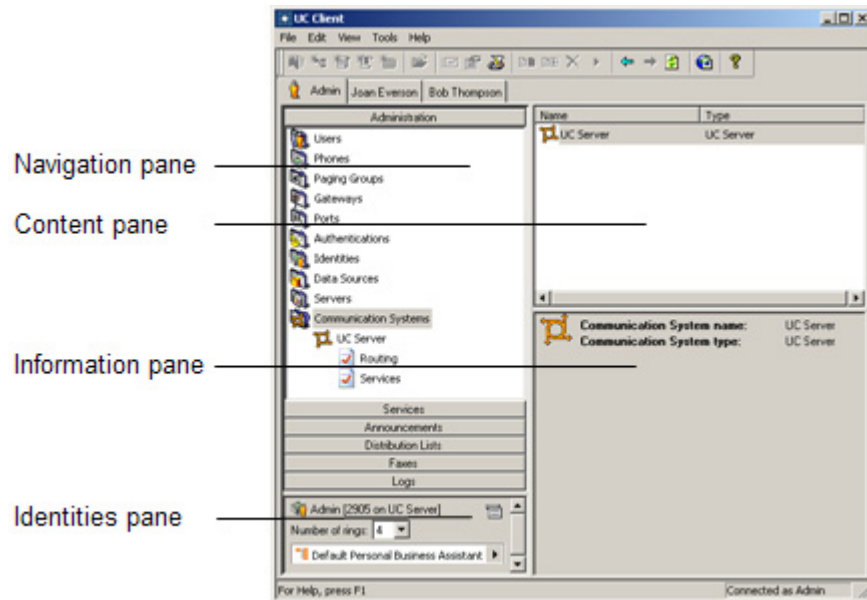 UC Client
File Edit View Tools Help
Admin Joan Everson Bob Thompson
Administration
Users
Phones
Paging Groups
Gateways
Ports
Authentications
Identities
Data Sources
Servers
Communication Systems
UC Server
Routing
Services
Services
Announcements
Distribution Lists
Faxes
Logs
Admin [2905 on UC Server]
Number of rings: 4
Default Personal Business Assistant
Name Type
UC Server UC Server
Communication System name: UC Server
Communication System type: UC Server
For Help, press F1 Connected as Admin
Navigation pane
Content pane
Information pane
Identities pane